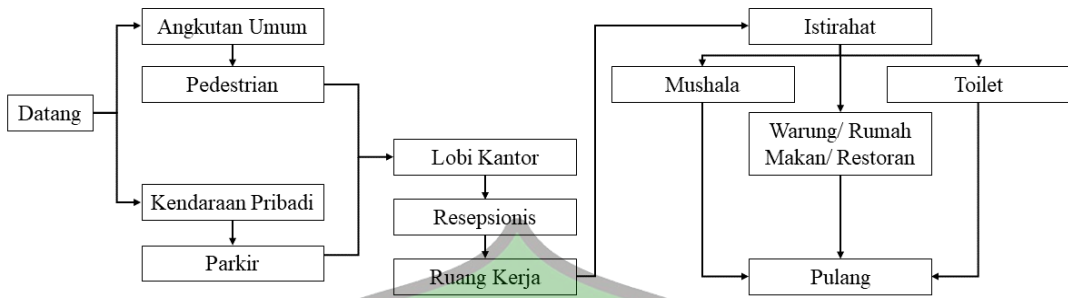 Datang
Angkutan Umum
Pedestrian
Kendaraan Pribadi
Parkir
Lobi Kantor
Resepsionis
Ruang Kerja
Istirahat
Mushala
Toilet
Warung/ Rumah
Makan/ Restoran
Pulang